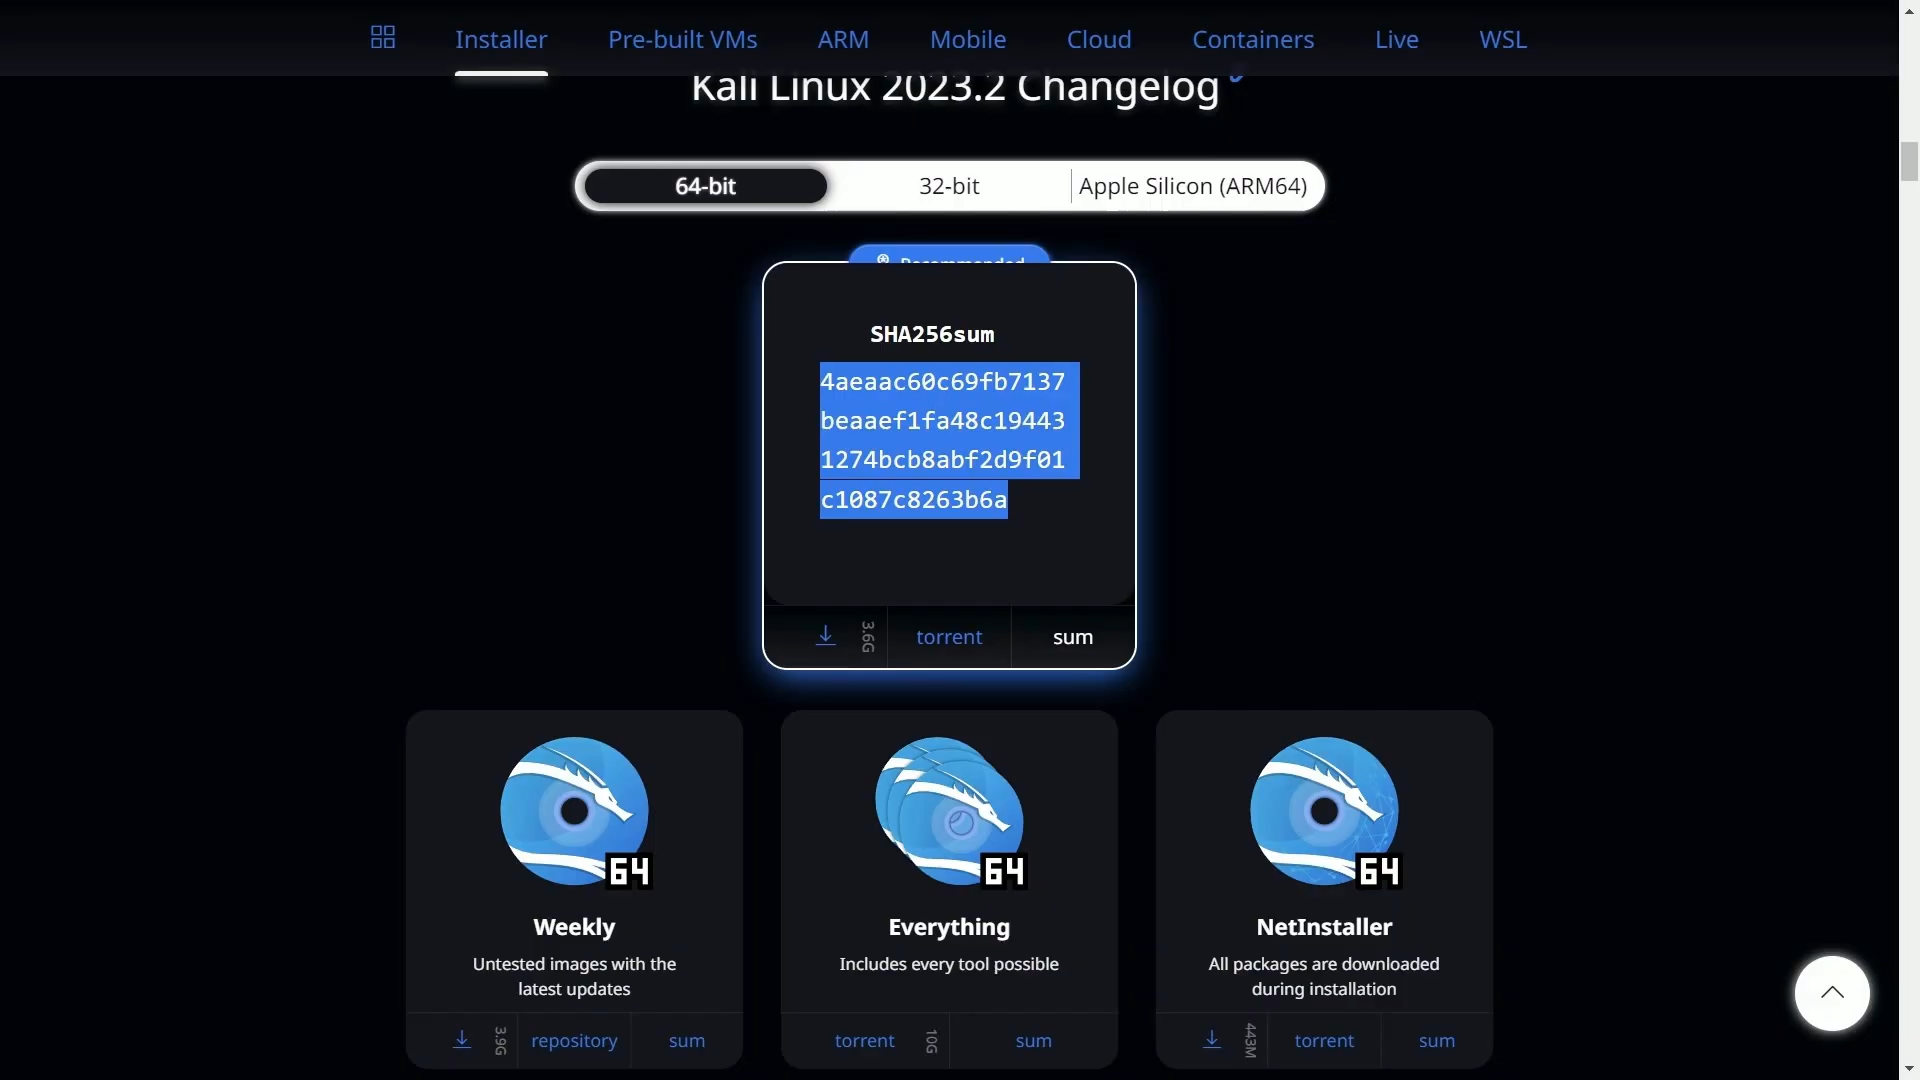 Installer Pre-built VMs ARM Mobile Cloud Containers Live WSL
Kali Linux 2023.2 Changelog
64-bit 32-bit Apple Silicon (ARM64)
Recommended
SHA256sum
4aeaac60c69fb7137
beaaef1fa48c19443
1274bcb8abf2d9f01
c1087c8263b6a
3.6G torrent sum
64 64 64
Weekly Everything NetInstaller
Untested images with the Includes every tool possible All packages are downloaded
latest updates during installation
3.9G repository sum torrent 10G sum 443M torrent sum